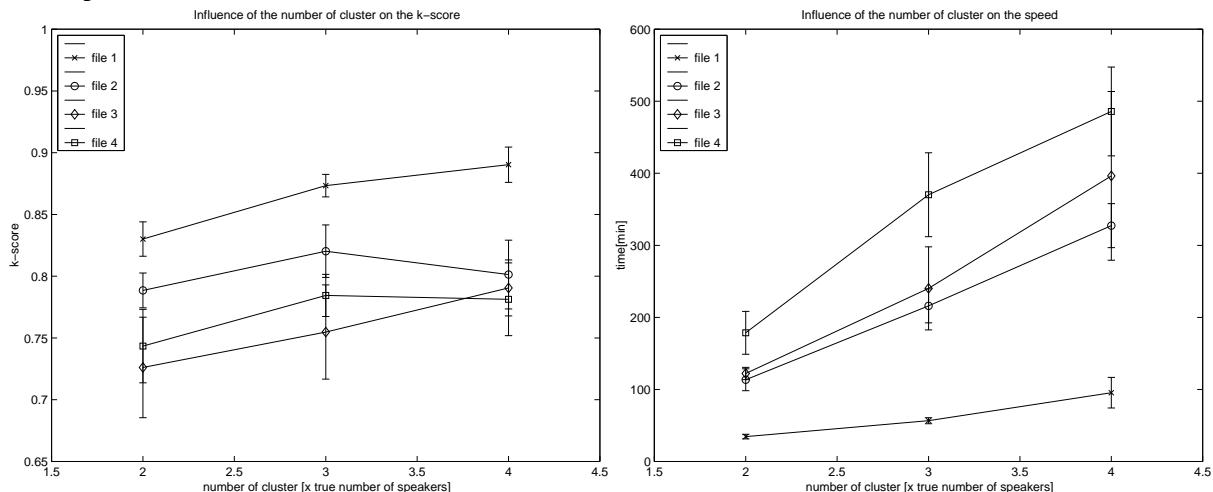 Influence of the number of cluster on the k−score
1
0.95
0.9
0.85
0.8
0.75
0.7
0.65
k−score
file 1
file 2
file 3
file 4
1.5 2 2.5 3 3.5 4 4.5
number of cluster [x true number of speakers]
Influence of the number of cluster on the speed
600
500
400
300
200
100
0
time[min]
file 1
file 2
file 3
file 4
1.5 2 2.5 3 3.5 4 4.5
number of cluster [x true number of speakers]